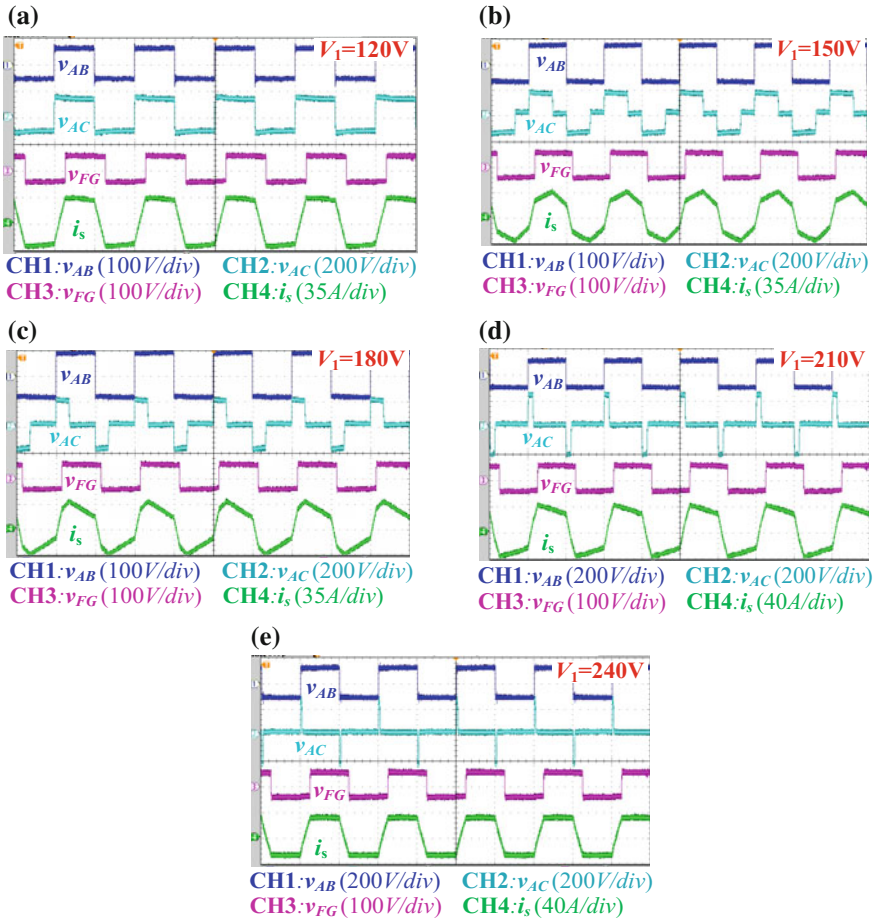 (a)
V1=120V
vAB
vAC
vFG
is
CH1:vAB(100V/div) CH2:vAC(200V/div)
CH3:vFG(100V/div) CH4:is(35A/div)
(b)
V1=150V
vAB
vAC
vFG
is
CH1:vAB(100V/div) CH2:vAC(200V/div)
CH3:vFG(100V/div) CH4:is(35A/div)
(c)
V1=180V
vAB
vAC
vFG
is
CH1:vAB(100V/div) CH2:vAC(200V/div)
CH3:vFG(100V/div) CH4:is(35A/div)
(d)
V1=210V
vAB
vAC
vFG
is
CH1:vAB(200V/div) CH2:vAC(200V/div)
CH3:vFG(100V/div) CH4:is(40A/div)
(e)
V1=240V
vAB
vAC
vFG
is
CH1:vAB(200V/div) CH2:vAC(200V/div)
CH3:vFG(100V/div) CH4:is(40A/div)